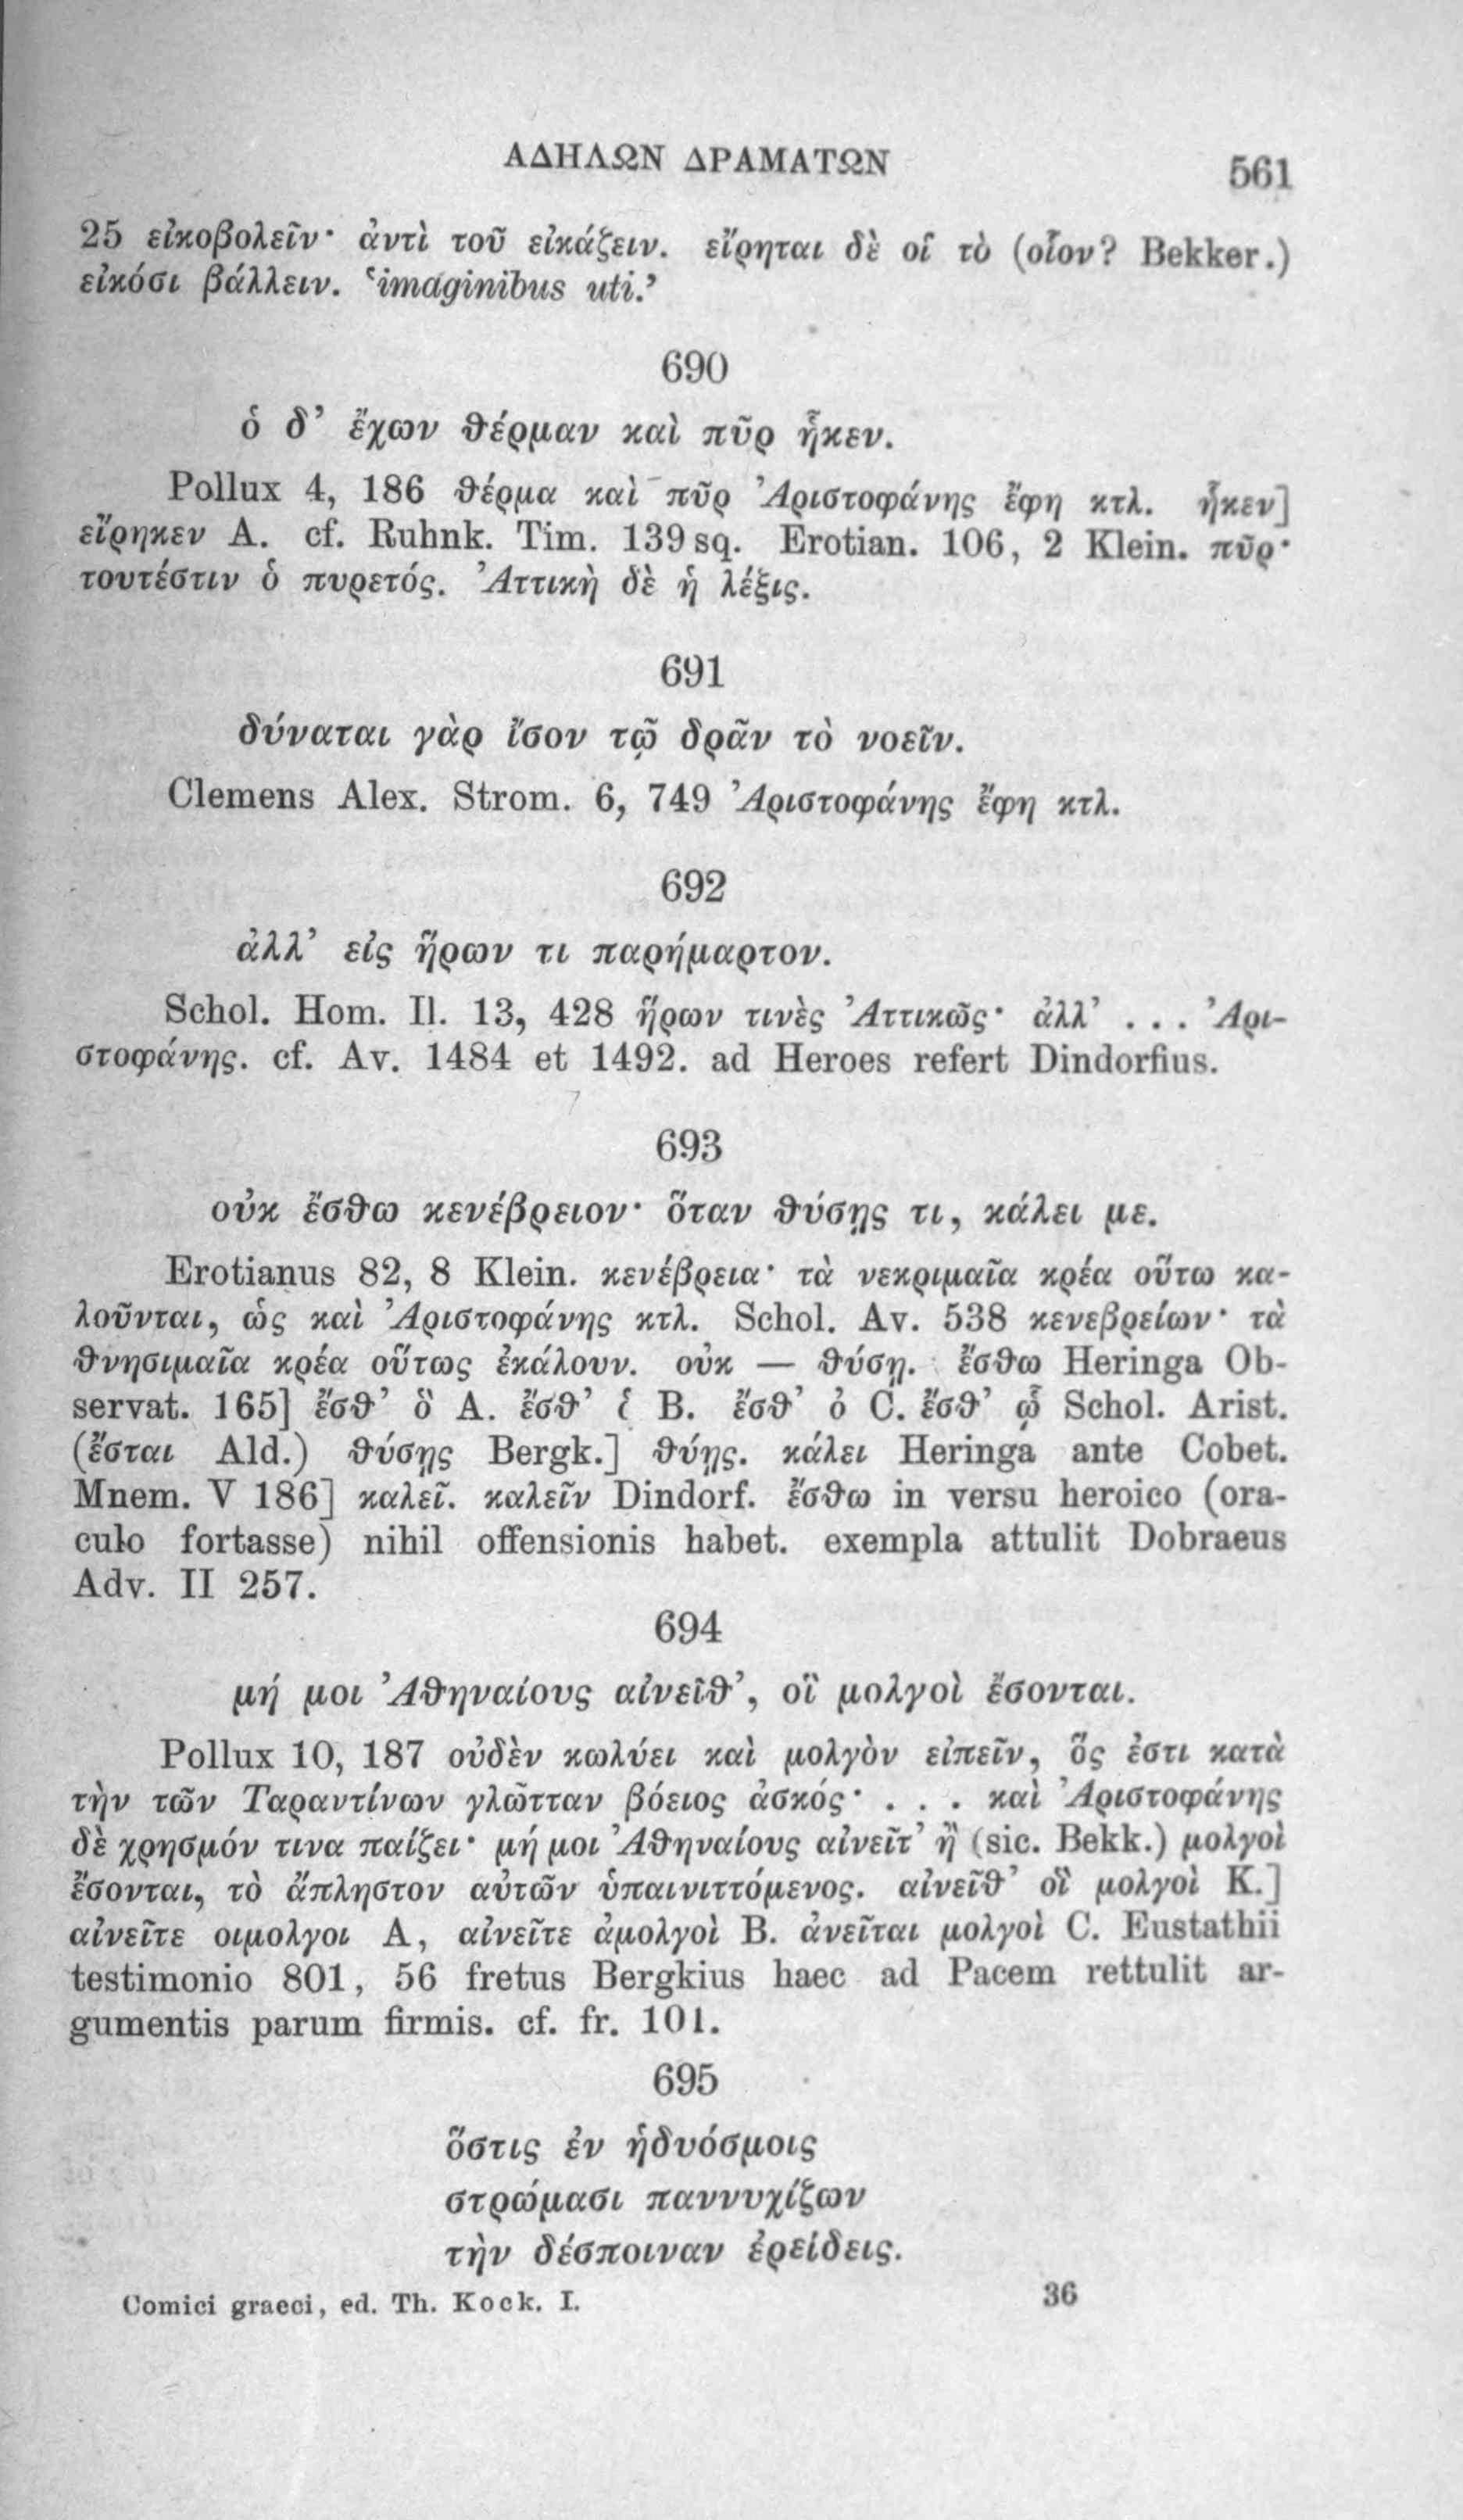 ΑΔΗΛΩΝ ΔΡΑΜΑΤΩΝ 561
25 εἰκοβολεῖν· ἀντὶ τοῦ εἰκάζειν. εἴρηται δὲ οἱ τὸ (οἷον? Bekker.)
εἰκόσι βάλλειν. ‘imaginibus uti.’
690
ὁ δ’ ἔχων θέρμαν καὶ πῦρ ἧκεν.
Pollux 4, 186 θέρμα καὶ πῦρ Ἀριστοφάνης ἔφη κτλ. ἧκεν]
εἴρηκεν A. cf. Ruhnk. Tim. 139 sq. Erotian. 106, 2 Klein. πῦρ·
τουτέστιν ὁ πυρετός. Ἀττικὴ δὲ ἡ λέξις.
691
δύναται γὰρ ἴσον τῷ δρᾶν τὸ νοεῖν.
Clemens Alex. Strom. 6, 749 Ἀριστοφάνης ἔφη κτλ.
692
ἀλλ’ εἰς ἥρων τι παρήμαρτον.
Schol. Hom. Il. 13, 428 ἥρων τινὲς Ἀττικῶς· ἀλλ’ . . . Ἀρι-
στοφάνης. cf. Av. 1484 et 1492. ad Heroes refert Dindorfius.
693
οὐκ ἔσθω κενέβρειον· ὅταν θύσῃς τι, κάλει με.
Erotianus 82, 8 Klein. κενέβρεια· τὰ νεκριμαῖα κρέα οὕτω κα-
λοῦνται, ὡς καὶ Ἀριστοφάνης κτλ. Schol. Av. 538 κενεβρείων· τὰ
θνησιμαῖα κρέα οὕτως ἐκάλουν. οὐκ — θύσῃ. ἔσθω Heringa Ob-
servat. 165] ἔσθ’ ὃ A. ἔσθ’ B. ἔσθ’ ὁ C. ἔσθ’ ᾧ Schol. Arist.
(ἔσται Ald.) θύσῃς Bergk.] θύῃς. κάλει Heringa ante Cobet.
Mnem. V 186] καλεῖ. καλεῖν Dindorf. ἔσθω in versu heroico (ora-
culo fortasse) nihil offensionis habet. exempla attulit Dobraeus
Adv. II 257.
694
μή μοι Ἀθηναίους αἰνεῖθ’, οἳ μολγοὶ ἔσονται.
Pollux 10, 187 οὐδὲν κωλύει καὶ μολγὸν εἰπεῖν, ὅς ἐστι κατὰ
τὴν τῶν Ταραντίνων γλῶτταν βόειος ἀσκός· . . . καὶ Ἀριστοφάνης
δὲ χρησμόν τινα παίζει· μή μοι Ἀθηναίους αἰνεῖτ’ ἢ (sic. Bekk.) μολγοὶ
ἔσονται, τὸ ἄπληστον αὐτῶν ὑπαινιττόμενος. αἰνεῖθ’ οἳ μολγοὶ K.]
αἰνεῖτε οιμολγοι A, αἰνεῖτε ἀμολγοὶ B. ἀνεῖται μολγοὶ C. Eustathii
testimonio 801, 56 fretus Bergkius haec ad Pacem rettulit ar-
gumentis parum firmis. cf. fr. 101.
695
ὅστις ἐν ἡδυόσμοις
στρώμασι παννυχίζων
τὴν δέσποιναν ἐρείδεις.
Comici graeci, ed. Th. Kock. I. 36